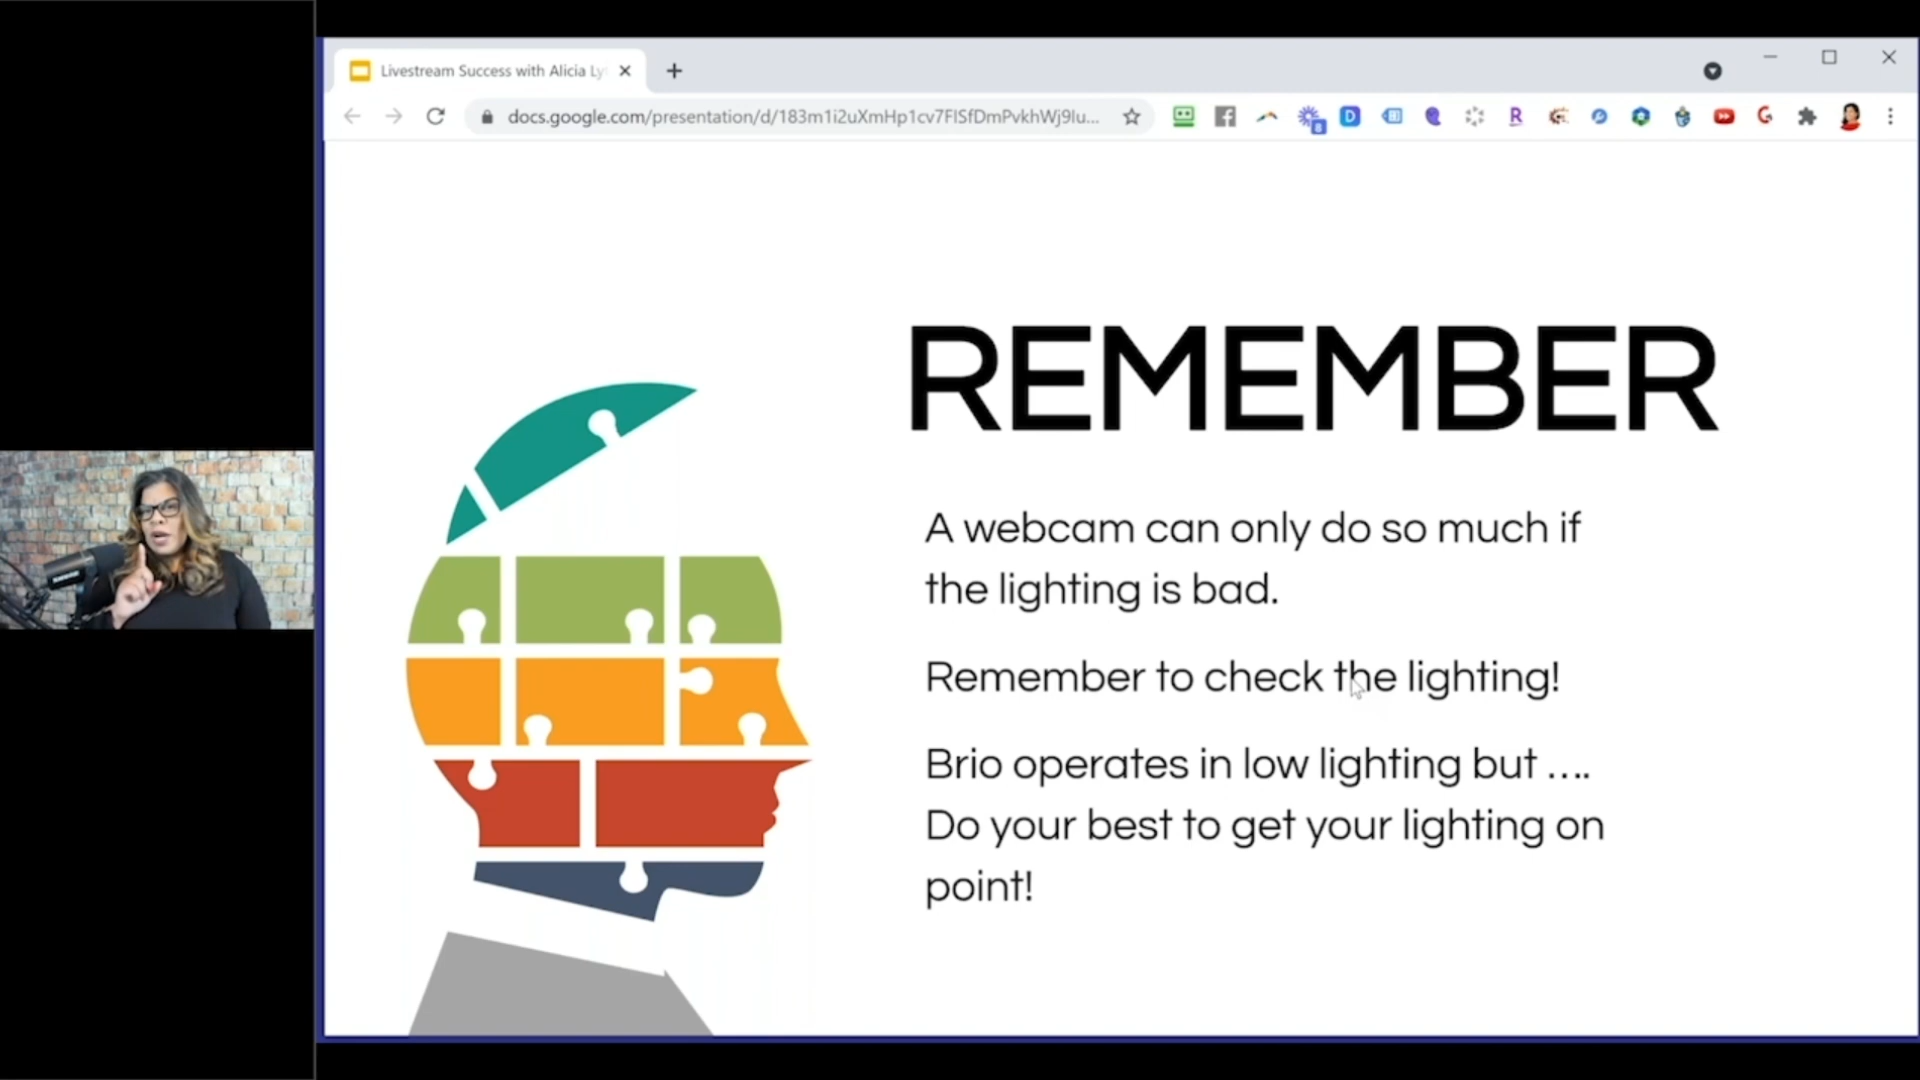 Livestream Success with Alicia Ly
docs.google.com/presentation/d/183m1i2uXmHp1cv7FISfDmPvkhWj9lu...
REMEMBER
A webcam can only do so much if
the lighting is bad.
Remember to check the lighting!
Brio operates in low lighting but ....
Do your best to get your lighting on
point!